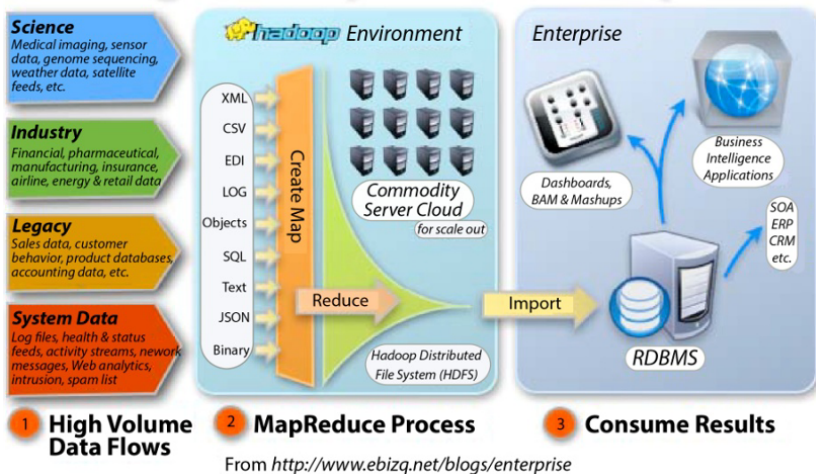 Science
Medical imaging, sensor
data, genome sequencing,
weather data, satellite
feeds, etc.
Industry
Financial, pharmaceutical,
manufacturing, insurance,
airline, energy & retail data
Legacy
Sales data, customer
behavior, product databases,
accounting data, etc.
System Data
Log files, health & status
feeds, activity streams, nework
messages, Web analytics,
intrusion, spam list
1 High Volume
Data Flows
hadoop Environment
XML
CSV
EDI
LOG
Objects
SQL
Text
JSON
Binary
Create Map
Commodity
Server Cloud
for scale out
Reduce
Hadoop Distributed
File System (HDFS)
2 MapReduce Process
Import
Enterprise
Dashboards,
BAM & Mashups
Business
Intelligence
Applications
SOA
ERP
CRM
etc.
RDBMS
3 Consume Results
From http://www.ebizq.net/blogs/enterprise